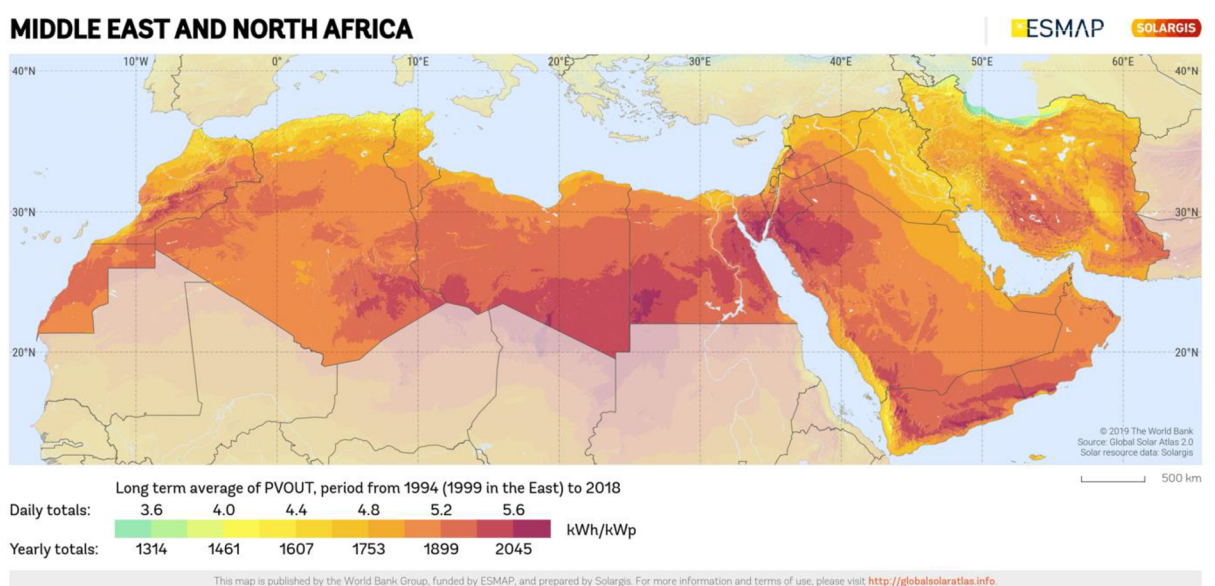 MIDDLE EAST AND NORTH AFRICA
ESMAP
SOLARGIS
10°W 0° 10°E 20°E 30°E 40°E 50°E 60°E
40°N 40°N
30°N 30°N
20°N 20°N
© 2019 The World Bank
Source: Global Solar Atlas 2.0
Solar resource data: Solargis
500 km
Long term average of PVOUT, period from 1994 (1999 in the East) to 2018
Daily totals: 3.6 4.0 4.4 4.8 5.2 5.6
kWh/kWp
Yearly totals: 1314 1461 1607 1753 1899 2045
This map is published by the World Bank Group, funded by ESMAP, and prepared by Solargis. For more information and terms of use, please visit http://globalsolaratlas.info.